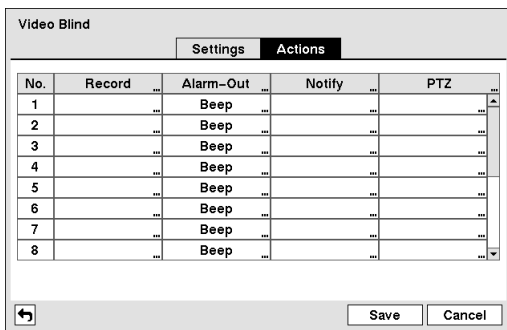 Video Blind
Settings Actions
No. Record ... Alarm-Out ... Notify ... PTZ ...
1 ... Beep ... ... ...
2 ... Beep ... ... ...
3 ... Beep ... ... ...
4 ... Beep ... ... ...
5 ... Beep ... ... ...
6 ... Beep ... ... ...
7 ... Beep ... ... ...
8 ... Beep ... ... ...
Save Cancel